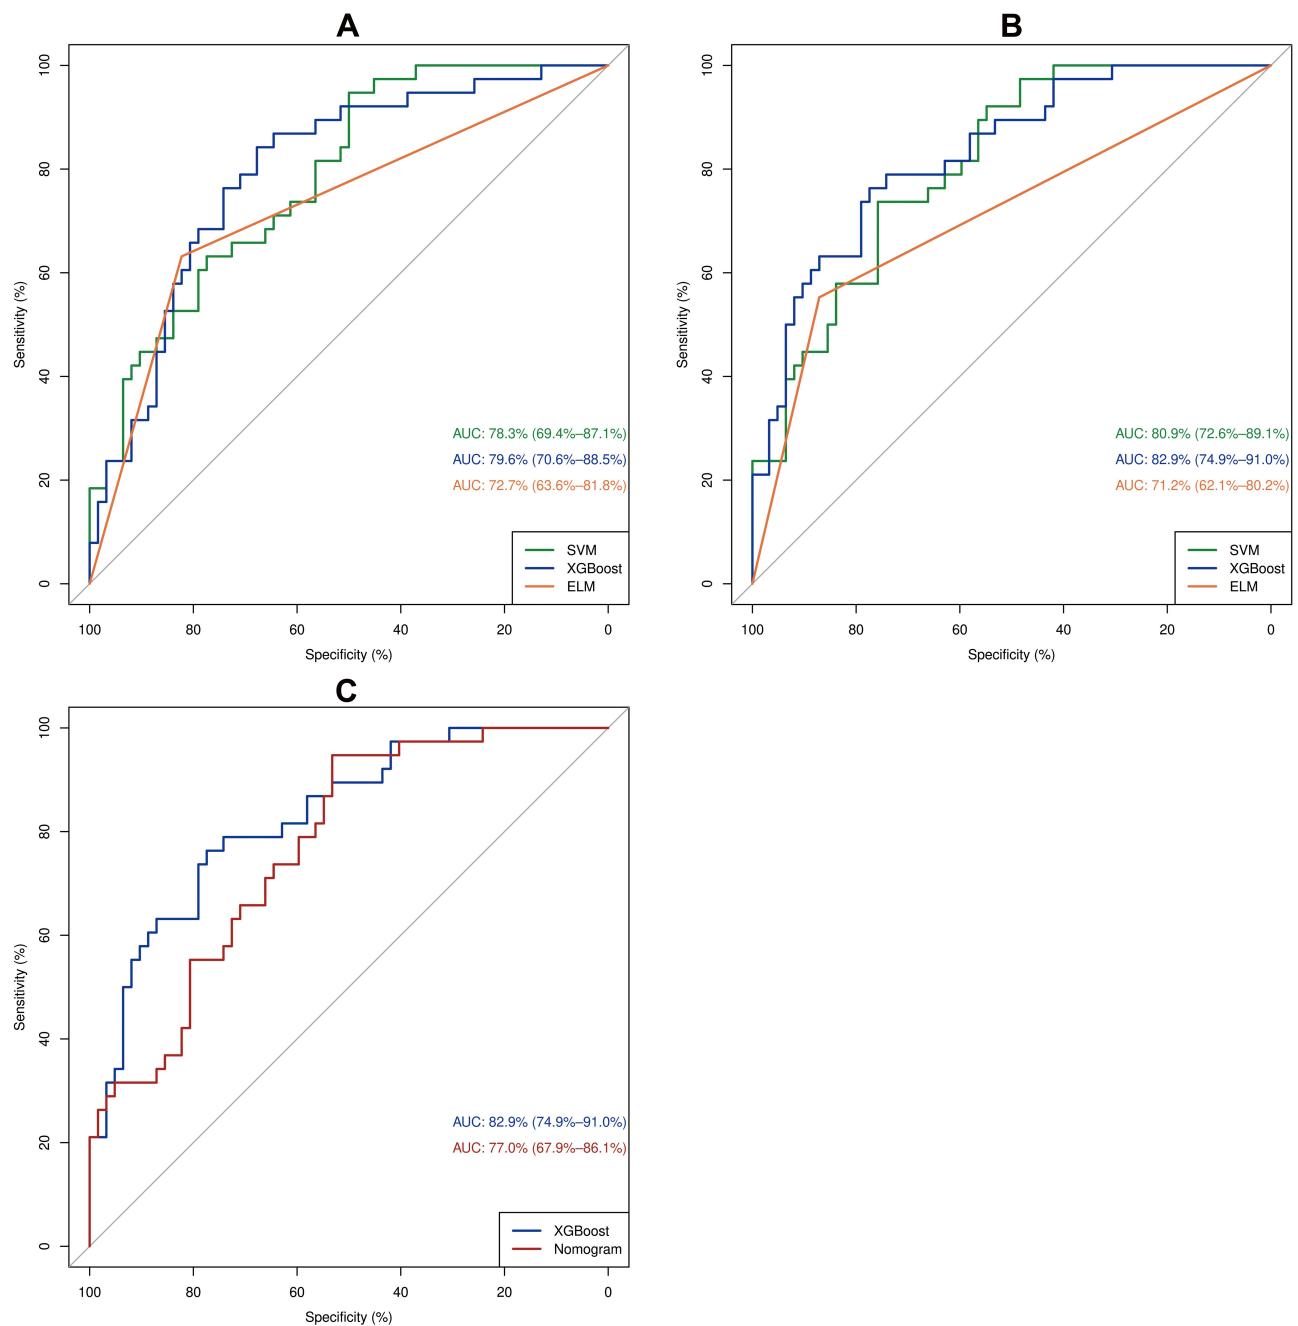 A
100
80
60
40
20
0
Sensitivity (%)
AUC: 78.3% (69.4%–87.1%)
AUC: 79.6% (70.6%–88.5%)
AUC: 72.7% (63.6%–81.8%)
SVM
XGBoost
ELM
100 80 60 40 20 0
Specificity (%)
B
100
80
60
40
20
0
Sensitivity (%)
AUC: 80.9% (72.6%–89.1%)
AUC: 82.9% (74.9%–91.0%)
AUC: 71.2% (62.1%–80.2%)
SVM
XGBoost
ELM
100 80 60 40 20 0
Specificity (%)
C
100
80
60
40
20
0
Sensitivity (%)
AUC: 82.9% (74.9%–91.0%)
AUC: 77.0% (67.9%–86.1%)
XGBoost
Nomogram
100 80 60 40 20 0
Specificity (%)